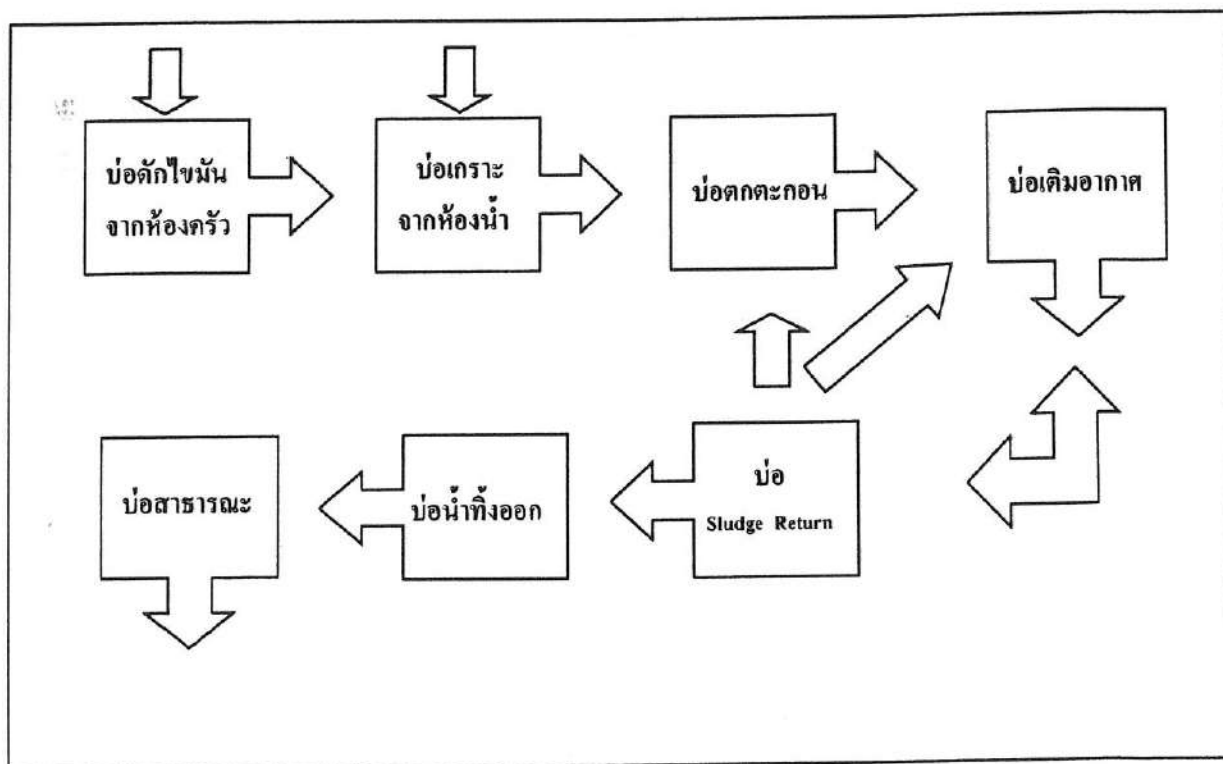 บ่อดักไขมัน
จากห้องครัว
บ่อเกราะ
จากห้องน้ำ
บ่อตกตะกอน
บ่อเติมอากาศ
บ่อสาธารณะ
บ่อน้ำทิ้งออก
บ่อ
Sludge Return